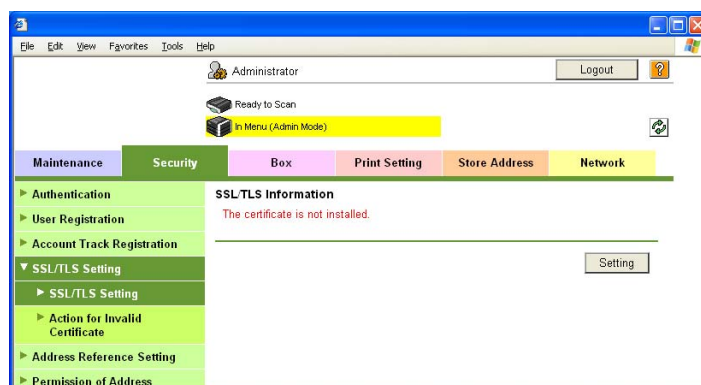 File Edit View Favorites Tools Help
Administrator
Logout
?
Ready to Scan
In Menu (Admin Mode)
Maintenance Security Box Print Setting Store Address Network
Authentication
SSL/TLS Information
User Registration
The certificate is not installed.
Account Track Registration
SSL/TLS Setting
Setting
SSL/TLS Setting
Action for Invalid
Certificate
Address Reference Setting
Permission of Address